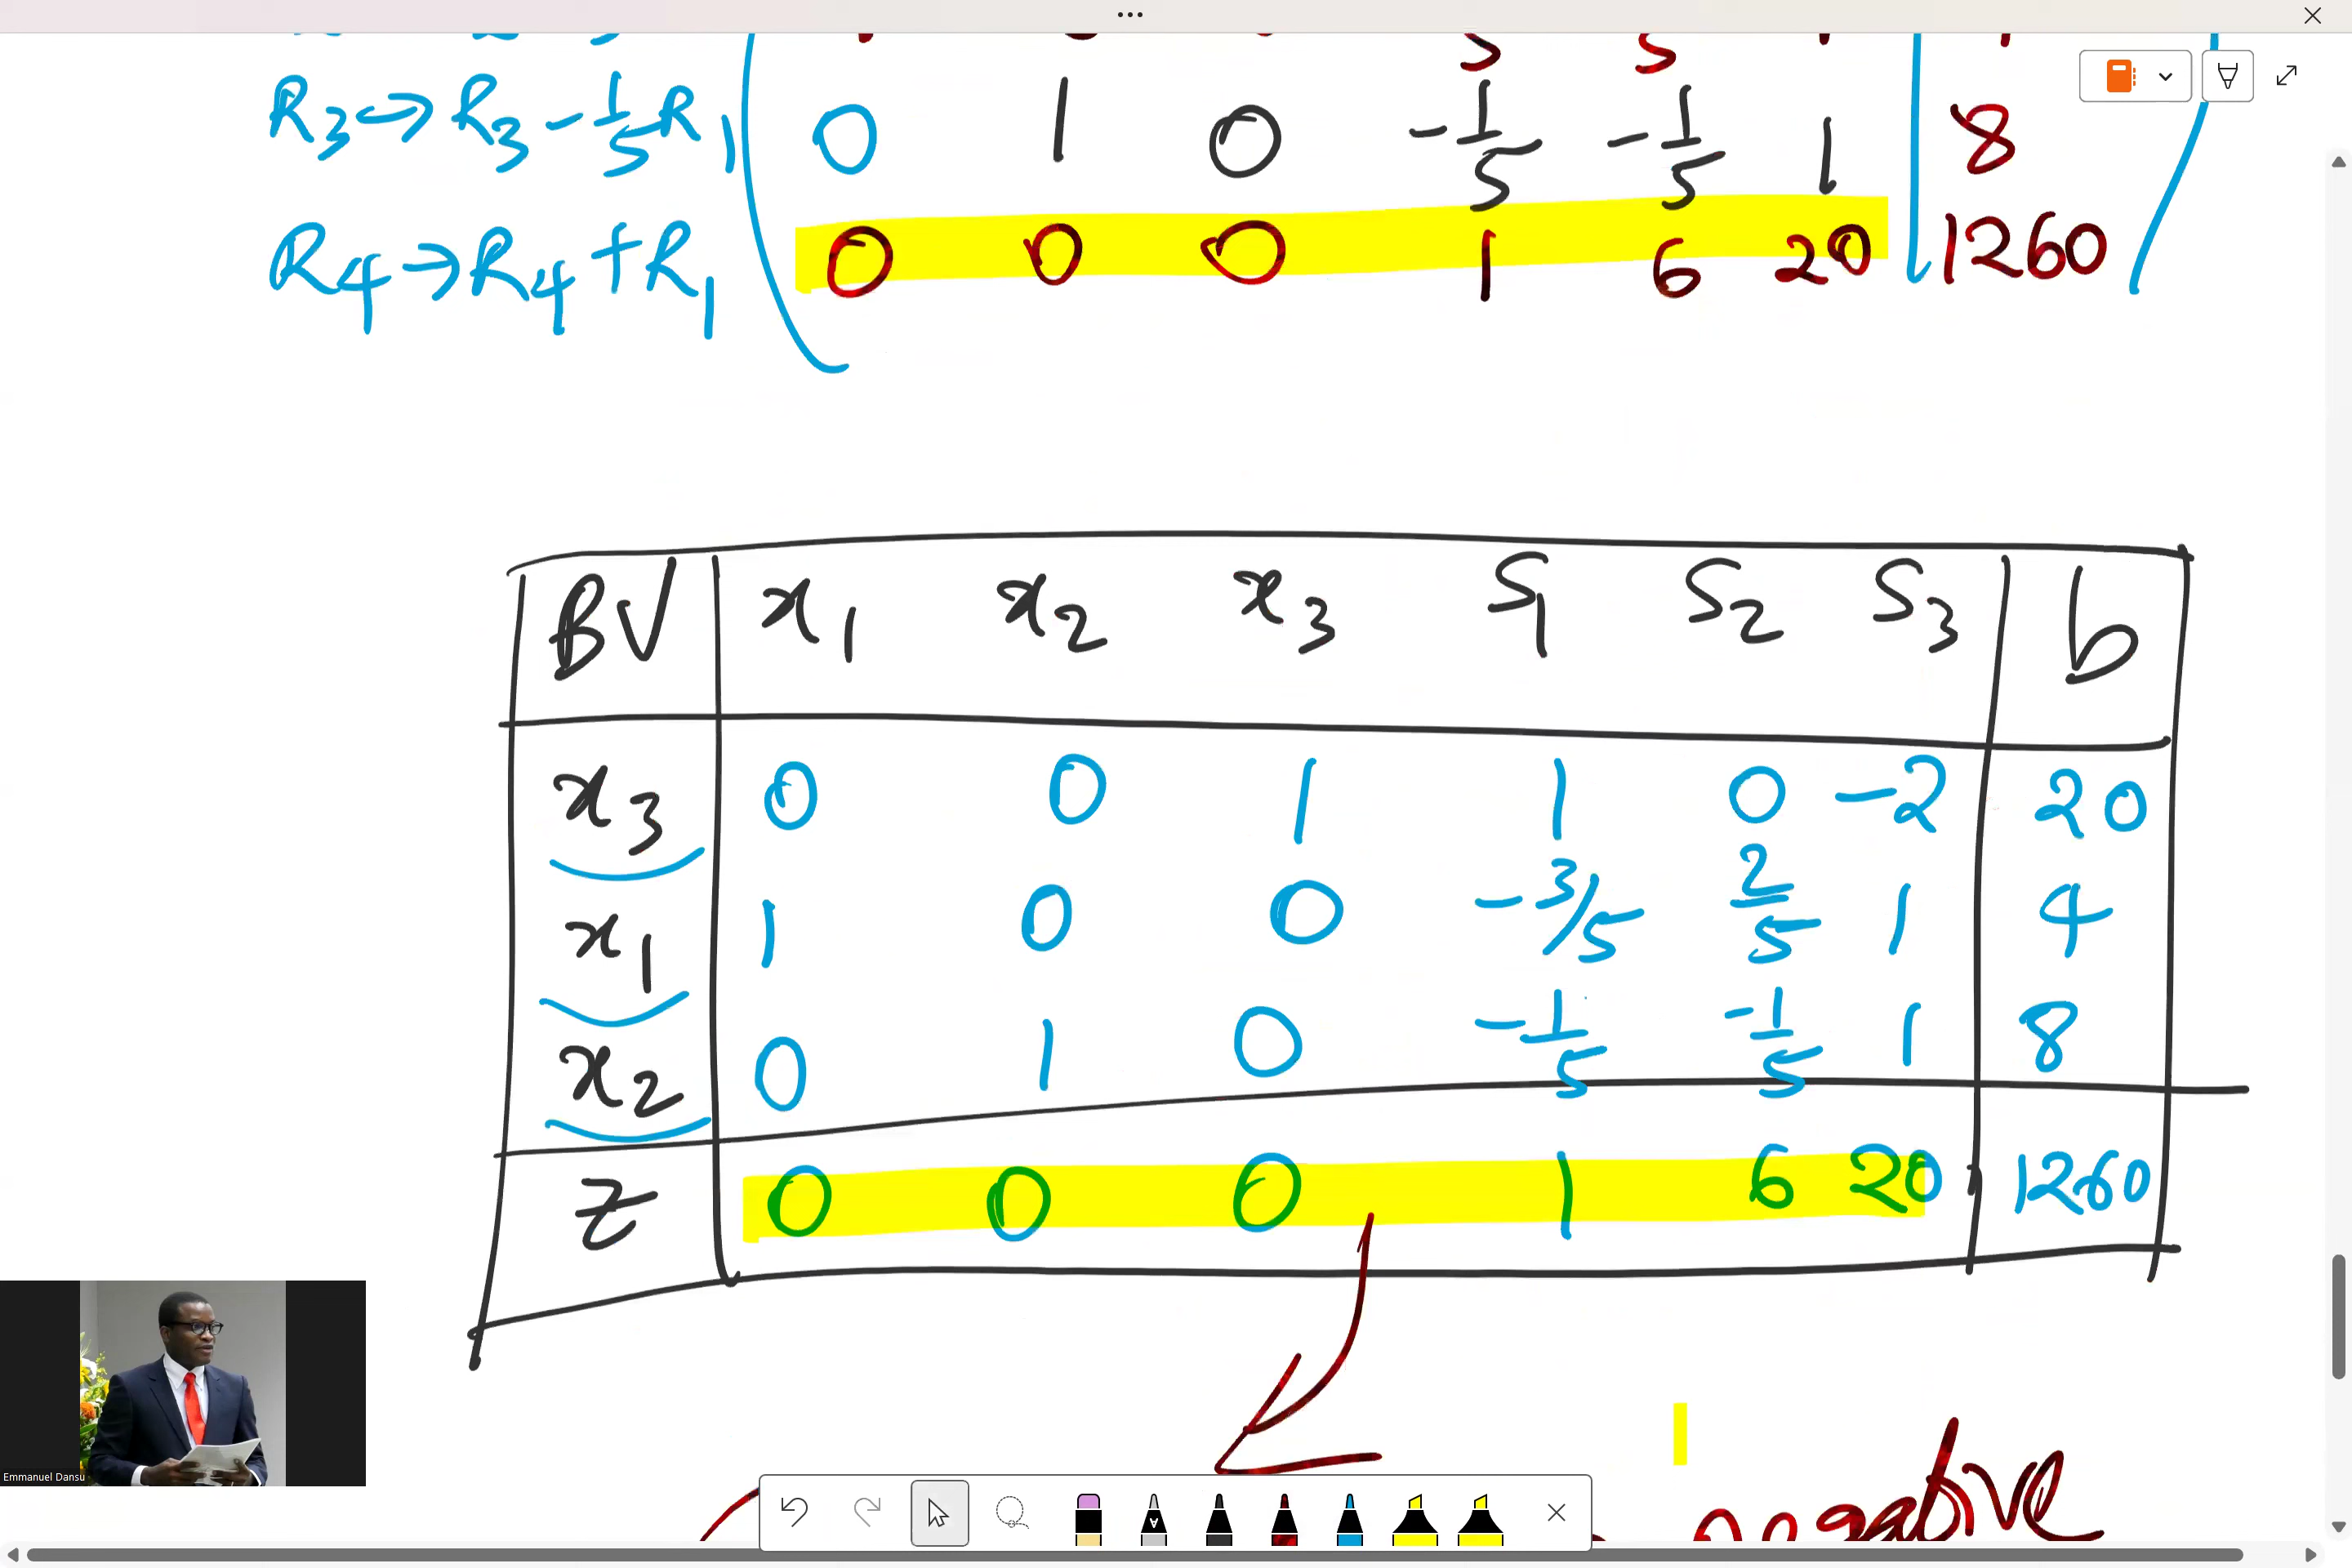 R3 ↔ R3 - 1/5 R1 0 1 0 -1/5 -1/5 1 8
R4 → R4 + R1 0 0 0 1 6 20 1260
BV x1 x2 x3 S1 S2 S3 b
x3 0 0 1 1 0 -2 20
x1 1 0 0 -3/5 2/5 1 4
x2 0 1 0 -1/5 -1/5 1 8
z 0 0 0 1 6 20 1260
Emmanuel Dansu
negative